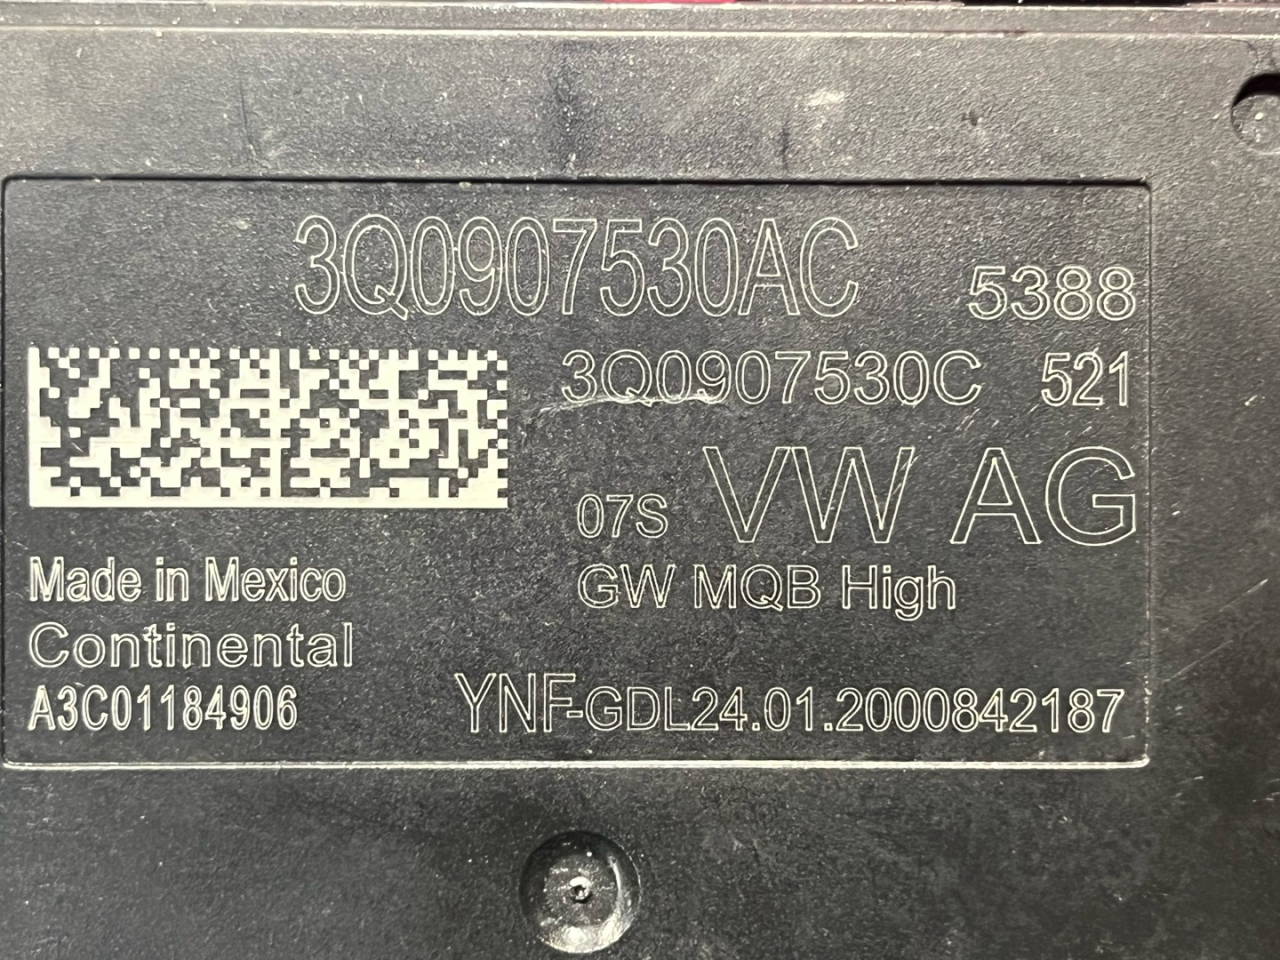 3Q0907530AC 5388
3Q0907530C 521
07S VW AG
GW MQB High
Made in Mexico
Continental
A3C01184906 YNF-GDL24.01.2000842187